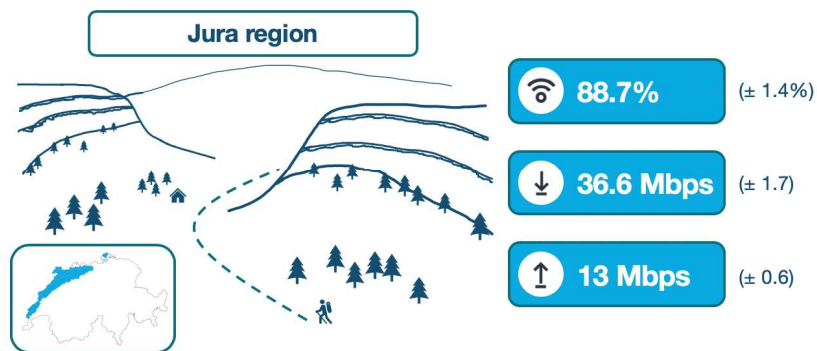 Jura region
88.7% (± 1.4%)
36.6 Mbps (± 1.7)
13 Mbps (± 0.6)